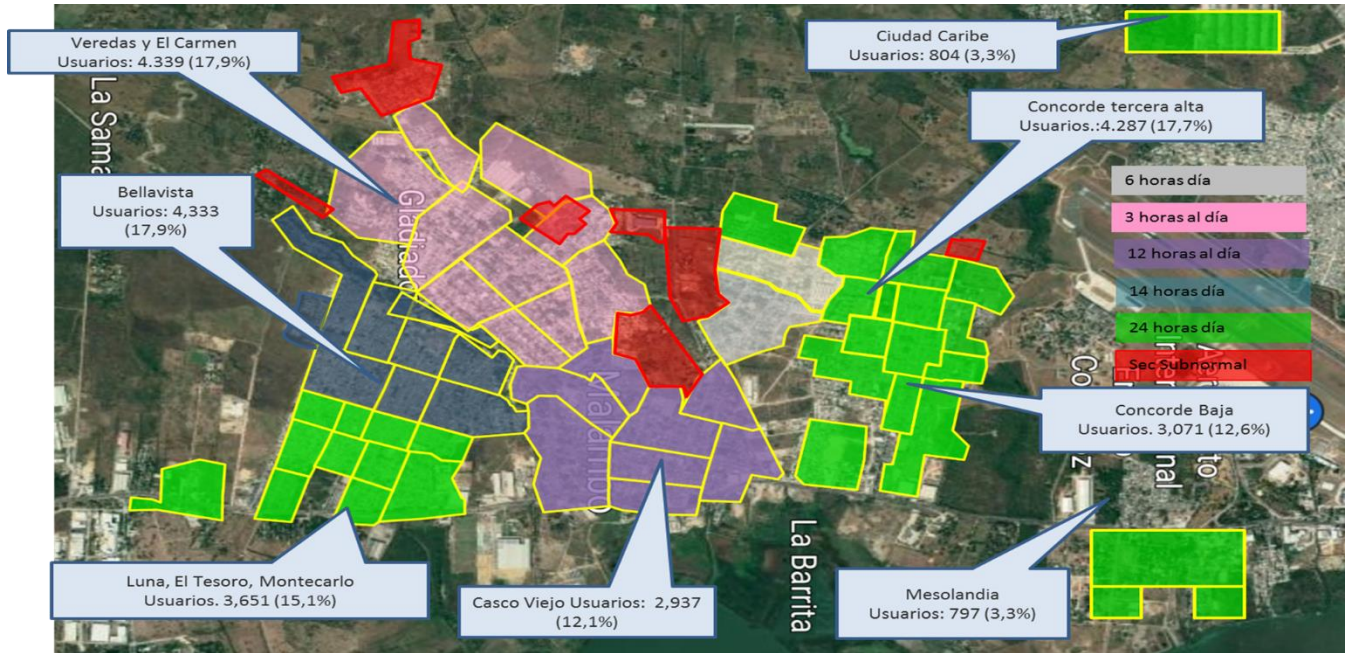 Veredas y El Carmen
Usuarios: 4.339 (17,9%)
Ciudad Caribe
Usuarios: 804 (3,3%)
La Sama
Concorde tercera alta
Usuarios.:4.287 (17,7%)
Bellavista
Usuarios: 4,333
(17,9%)
6 horas día
3 horas al día
12 horas al día
14 horas día
24 horas día
Sec Subnormal
Malambo
Concorde Baja
Usuarios. 3,071 (12,6%)
La Barrita
Luna, El Tesoro, Montecarlo
Usuarios. 3,651 (15,1%)
Casco Viejo Usuarios: 2,937
(12,1%)
Mesolandia
Usuarios: 797 (3,3%)